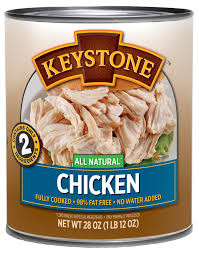 KEYSTONE
2
INGREDIENTS
ALL NATURAL*
CHICKEN
FULLY COOKED • 98% FAT FREE • NO WATER ADDED
NET WT 28 OZ (1 LB 12 OZ)